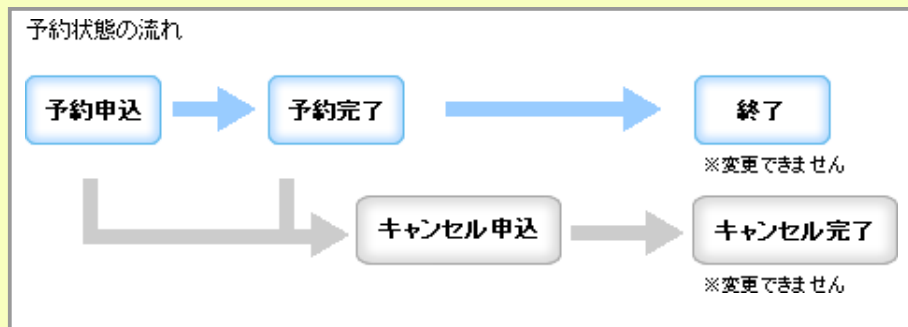 予約状態の流れ
予約申込
予約完了
終了
※変更できません
キャンセル申込
キャンセル完了
※変更できません